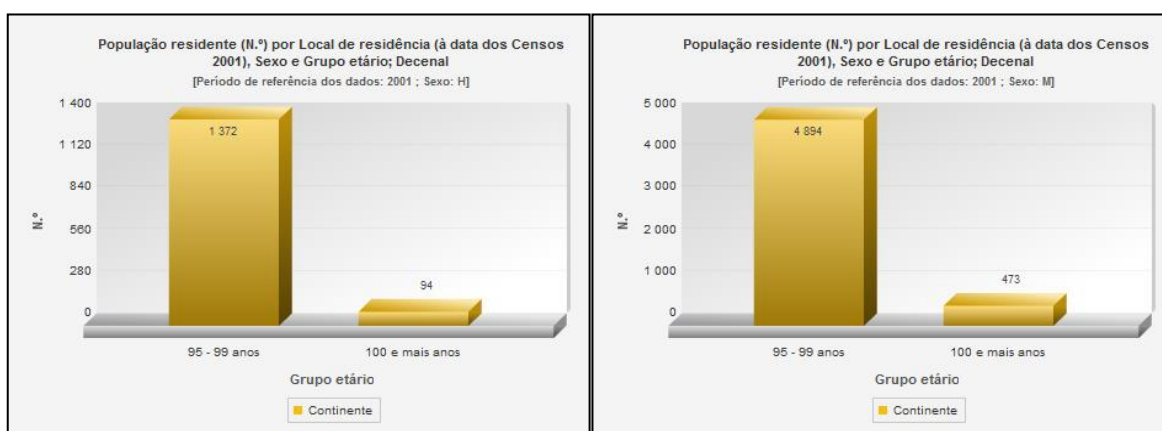 População residente (N.º) por Local de residência (à data dos Censos
2001), Sexo e Grupo etário; Decenal
[Período de referência dos dados: 2001 ; Sexo: H]
1 400
1 120
840
560
280
0
N.º
1 372
94
95 - 99 anos
100 e mais anos
Grupo etário
Continente
População residente (N.º) por Local de residência (à data dos Censos
2001), Sexo e Grupo etário; Decenal
[Período de referência dos dados: 2001 ; Sexo: M]
5 000
4 000
3 000
2 000
1 000
0
N.º
4 894
473
95 - 99 anos
100 e mais anos
Grupo etário
Continente